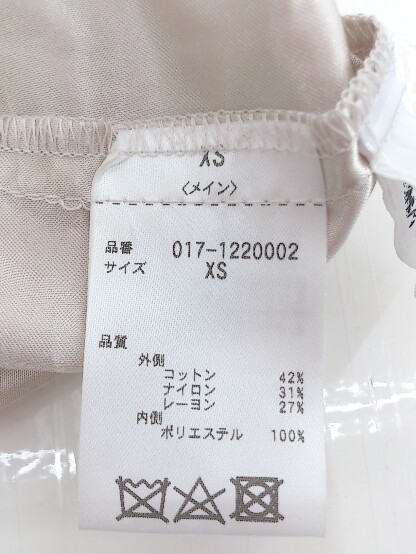 XS
〈メイン〉
品番 017-1220002
サイズ XS
品質
外側
コットン 42%
ナイロン 31%
レーヨン 27%
内側
ポリエステル 100%